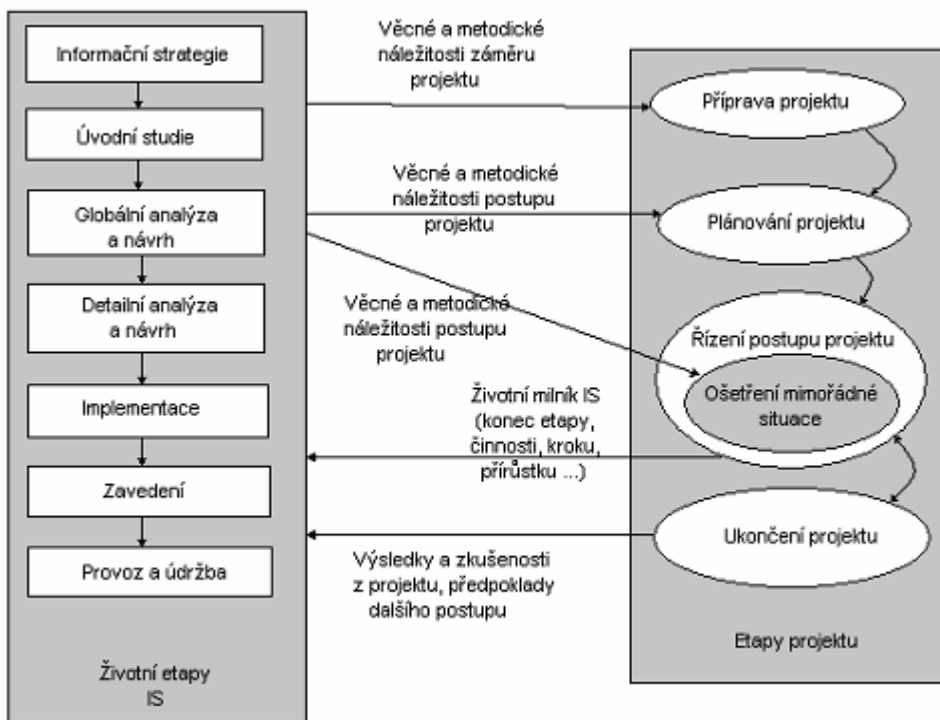 Informační strategie
Úvodní studie
Globální analýza
a návrh
Detailní analýza
a návrh
Implementace
Zavedení
Provoz a údržba
Životní etapy
IS
Věcné a metodické
náležitosti záměru
projektu
Věcné a metodické
náležitosti postupu
projektu
Věcné a metodické
náležitosti postupu
projektu
Životní milník IS
(konec etapy,
činnosti, kroku,
přírůstku ...)
Výsledky a zkušenosti
z projektu, předpoklady
dalšího postupu
Příprava projektu
Plánování projektu
Řízení postupu projektu
Ošetření mimořádné
situace
Ukončení projektu
Etapy projektu